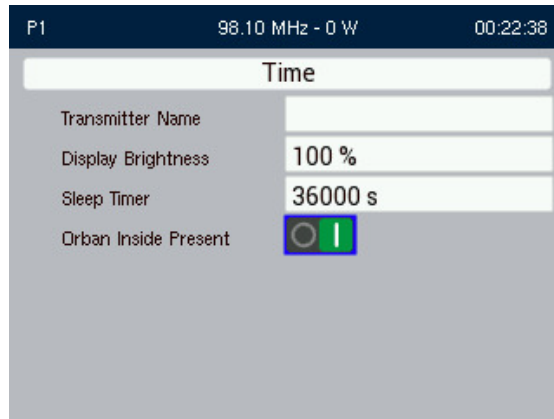 P1 98.10 MHz - 0 W 00:22:38
Time
Transmitter Name
Display Brightness 100 %
Sleep Timer 36000 s
Orban Inside Present